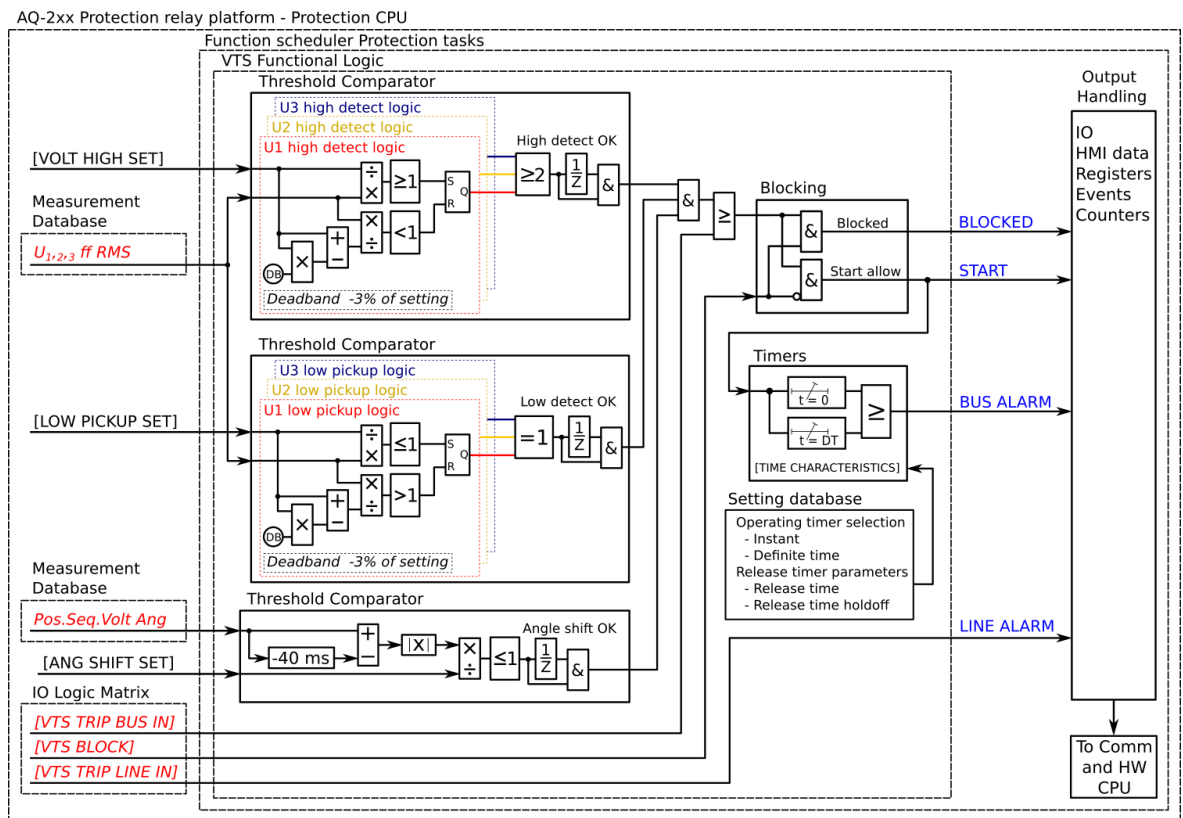 AQ-2xx Protection relay platform - Protection CPU
Function scheduler Protection tasks
VTS Functional Logic
Threshold Comparator
U3 high detect logic
U2 high detect logic
U1 high detect logic
[VOLT HIGH SET]
Measurement
Database
U1,2,3 ff RMS
÷
×
≥1
S
R
Q
×
÷
<1
+
−
×
DB
Deadband -3% of setting
≥2
High detect OK
1
Z
&
&
≥
Threshold Comparator
U3 low pickup logic
U2 low pickup logic
U1 low pickup logic
[LOW PICKUP SET]
÷
×
≤1
S
R
Q
×
÷
>1
+
−
×
DB
Deadband -3% of setting
=1
Low detect OK
1
Z
&
Measurement
Database
Pos.Seq.Volt Ang
[ANG SHIFT SET]
Threshold Comparator
-40 ms
+
−
|X|
×
÷
≤1
Angle shift OK
1
Z
&
IO Logic Matrix
[VTS TRIP BUS IN]
[VTS BLOCK]
[VTS TRIP LINE IN]
Blocking
&
Blocked
&
Start allow
Timers
t = 0
t = DT
≥
[TIME CHARACTERISTICS]
Setting database
Operating timer selection
- Instant
- Definite time
Release timer parameters
- Release time
- Release time holdoff
BLOCKED
START
BUS ALARM
LINE ALARM
Output
Handling
IO
HMI data
Registers
Events
Counters
To Comm
and HW
CPU